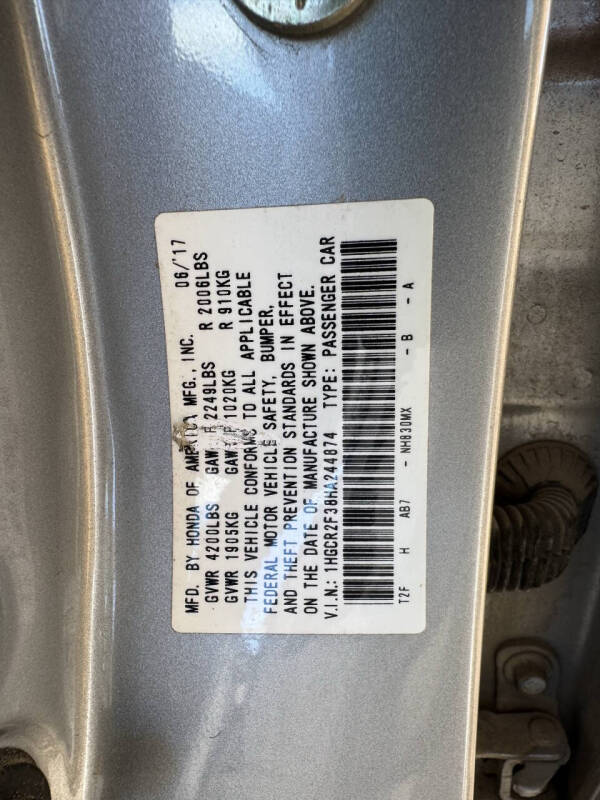 MFD. BY HONDA OF AMERICA MFG., INC. 06/'17
GVWR 4200LBS GAWR F 2249LBS R 2006LBS
GVWR 1905KG GAWR F 1020KG R 910KG
THIS VEHICLE CONFORMS TO ALL APPLICABLE
FEDERAL MOTOR VEHICLE SAFETY, BUMPER,
AND THEFT PREVENTION STANDARDS IN EFFECT
ON THE DATE OF MANUFACTURE SHOWN ABOVE.
V.I.N.: 1HGCR2F38HA244874 TYPE: PASSENGER CAR
T2F H AB7 - NH830MX - B - A